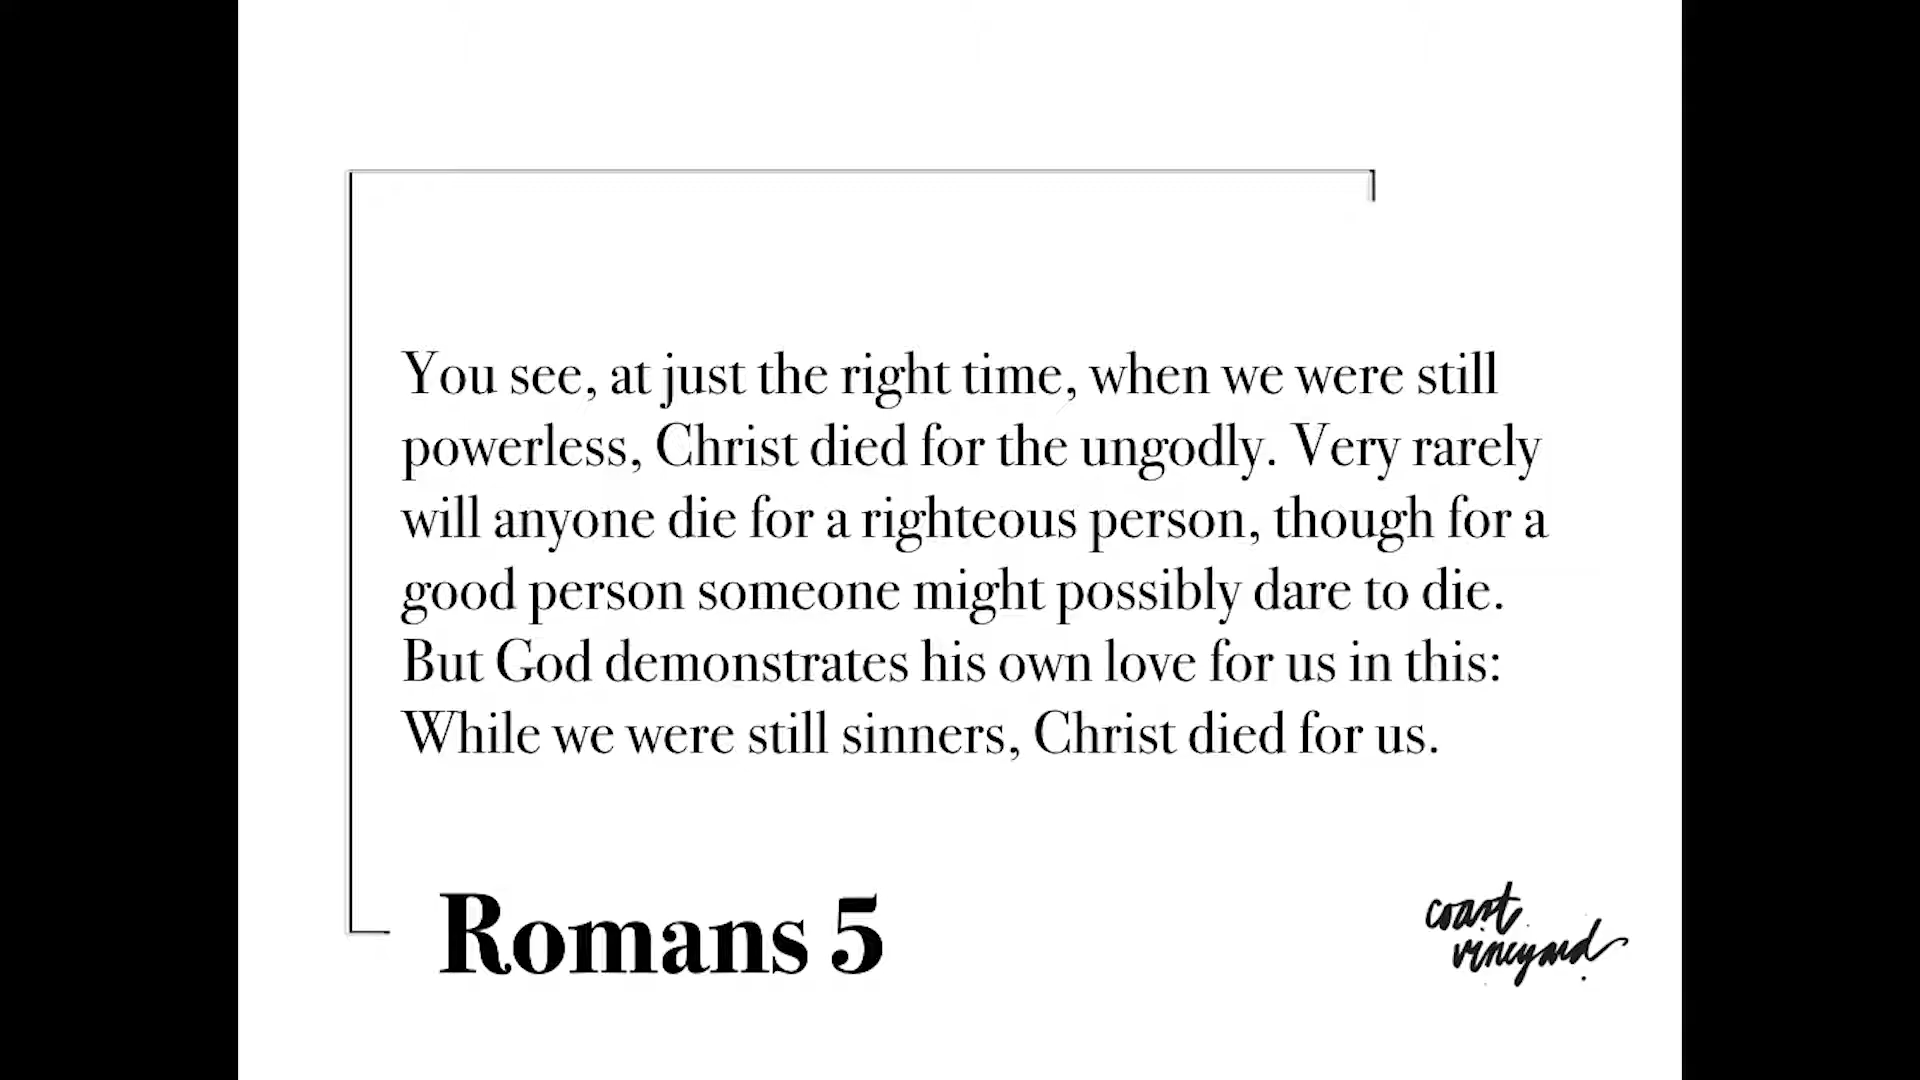 You see, at just the right time, when we were still
powerless, Christ died for the ungodly. Very rarely
will anyone die for a righteous person, though for a
good person someone might possibly dare to die.
But God demonstrates his own love for us in this:
While we were still sinners, Christ died for us.
Romans 5
coast
vineyard